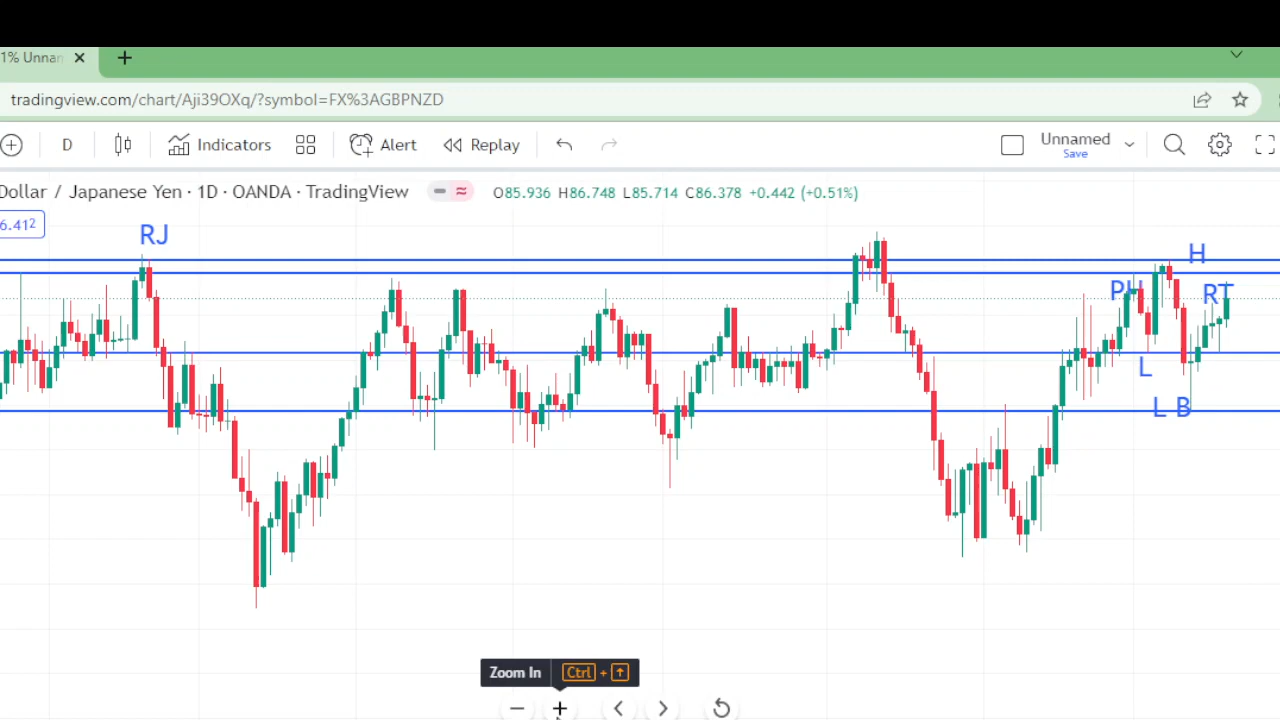 1% Unnan
tradingview.com/chart/Aji39OXq/?symbol=FX%3AGBPNZD
D Indicators Alert Replay Unnamed
Save
Dollar / Japanese Yen · 1D · OANDA · TradingView O85.936 H86.748 L85.714 C86.378 +0.442 (+0.51%)
6.412
RJ
H
PH RT
L
L B
Zoom In Ctrl + ↑